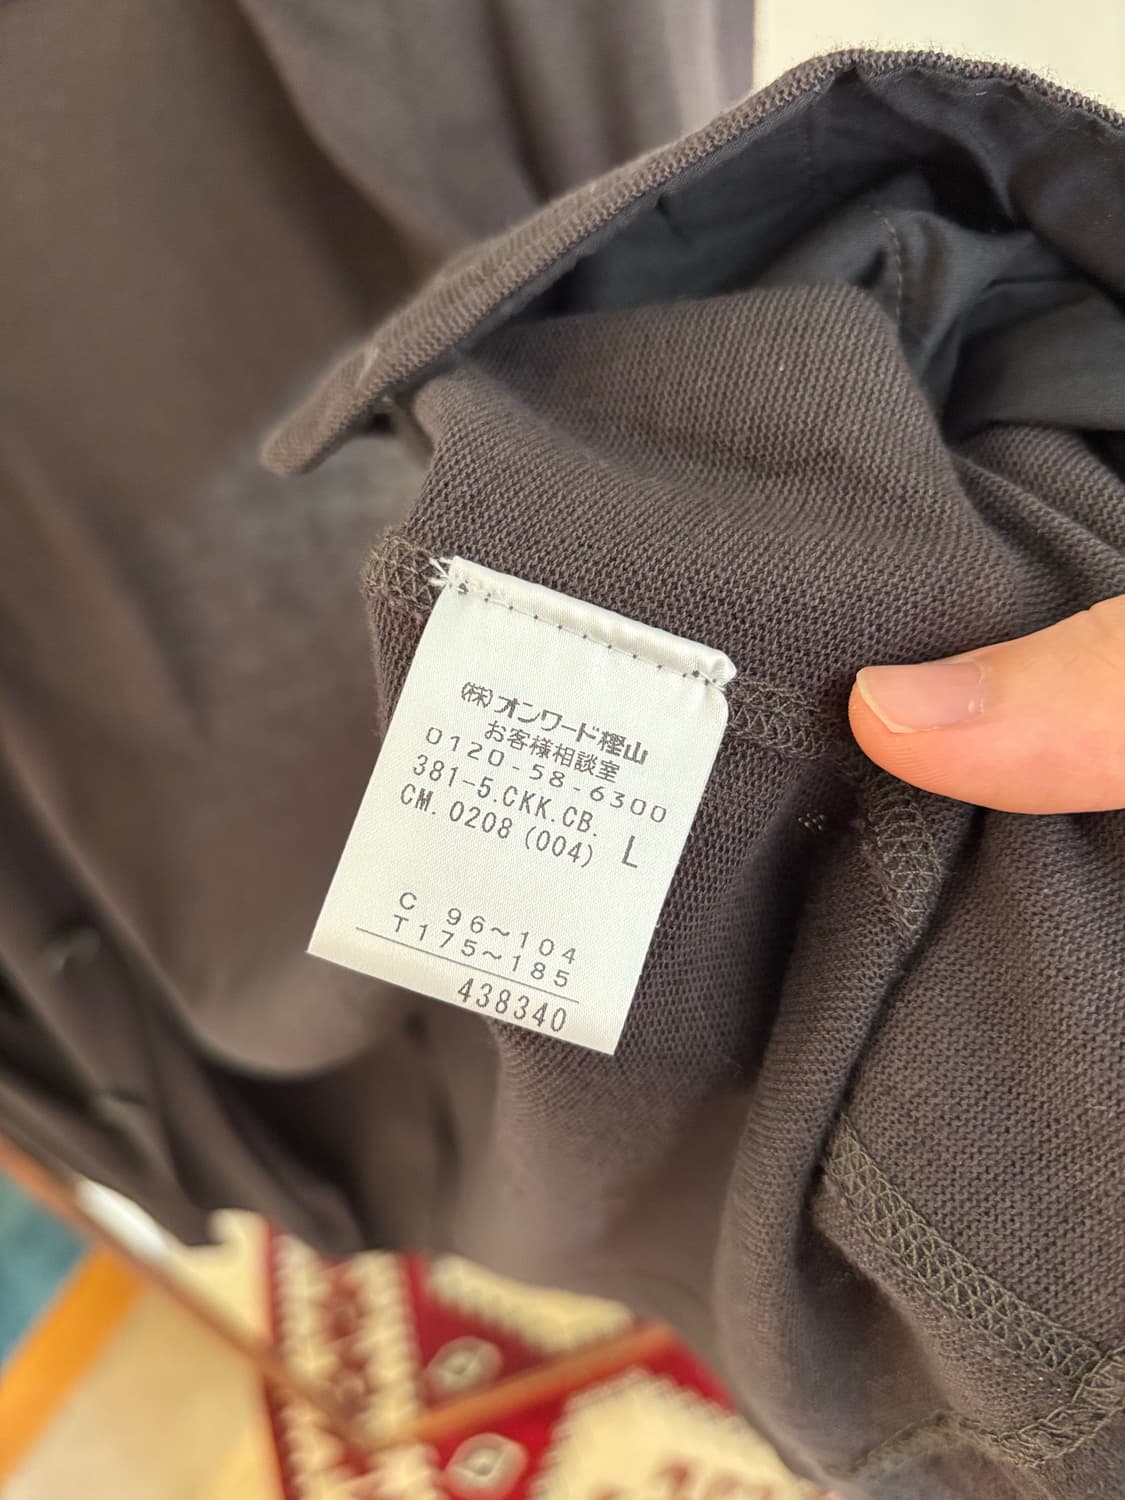 ㈱オンワード樫山
お客様相談室
0120-58-6300
381-5.CKK.CB.
CM. 0208 (004) L
C 96~104
T175~185
438340